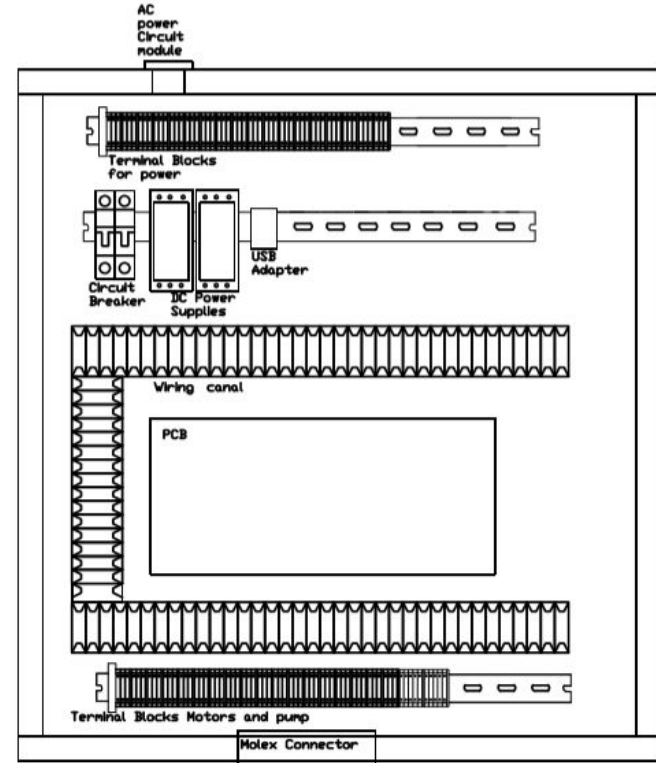 AC
power
Circuit
module
Terminal Blocks
for power
USB
Adapter
Circuit
Breaker
DC Power
Supplies
Wiring canal
PCB
Terminal Blocks Motors and pump
Molex Connector